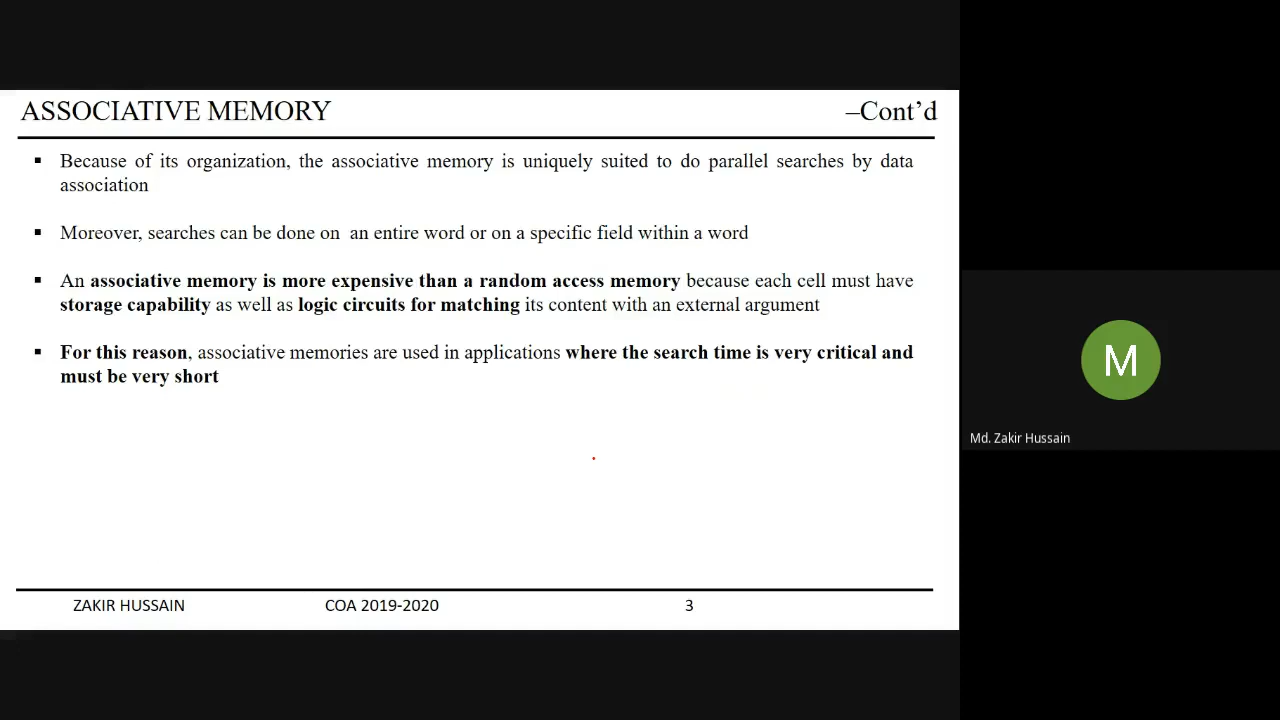 ASSOCIATIVE MEMORY –Cont’d
▪ Because of its organization, the associative memory is uniquely suited to do parallel searches by data
association
▪ Moreover, searches can be done on an entire word or on a specific field within a word
▪ An associative memory is more expensive than a random access memory because each cell must have
storage capability as well as logic circuits for matching its content with an external argument
▪ For this reason, associative memories are used in applications where the search time is very critical and
must be very short
ZAKIR HUSSAIN COA 2019-2020 3
M
Md. Zakir Hussain